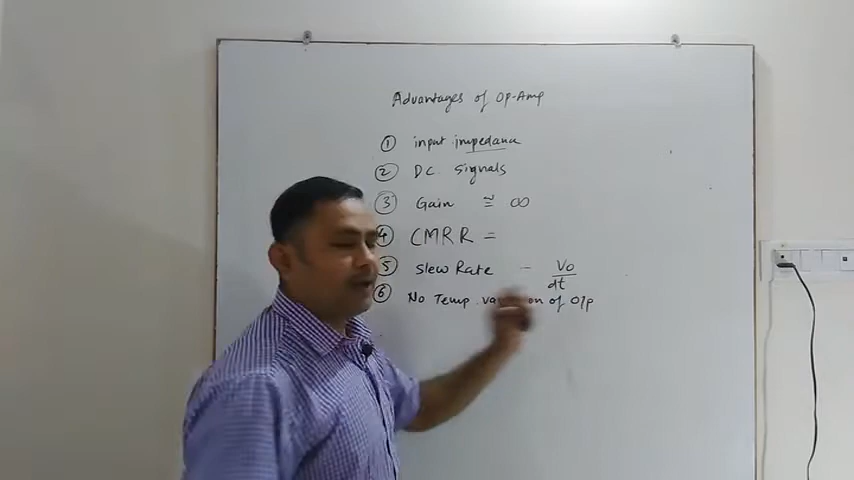 Advantages of Op-Amp
① input impedance
② DC Signals
③ Gain ≅ ∞
④ CMRR =
⑤ Slew Rate - Vo/dt
⑥ No Temp. of O/p